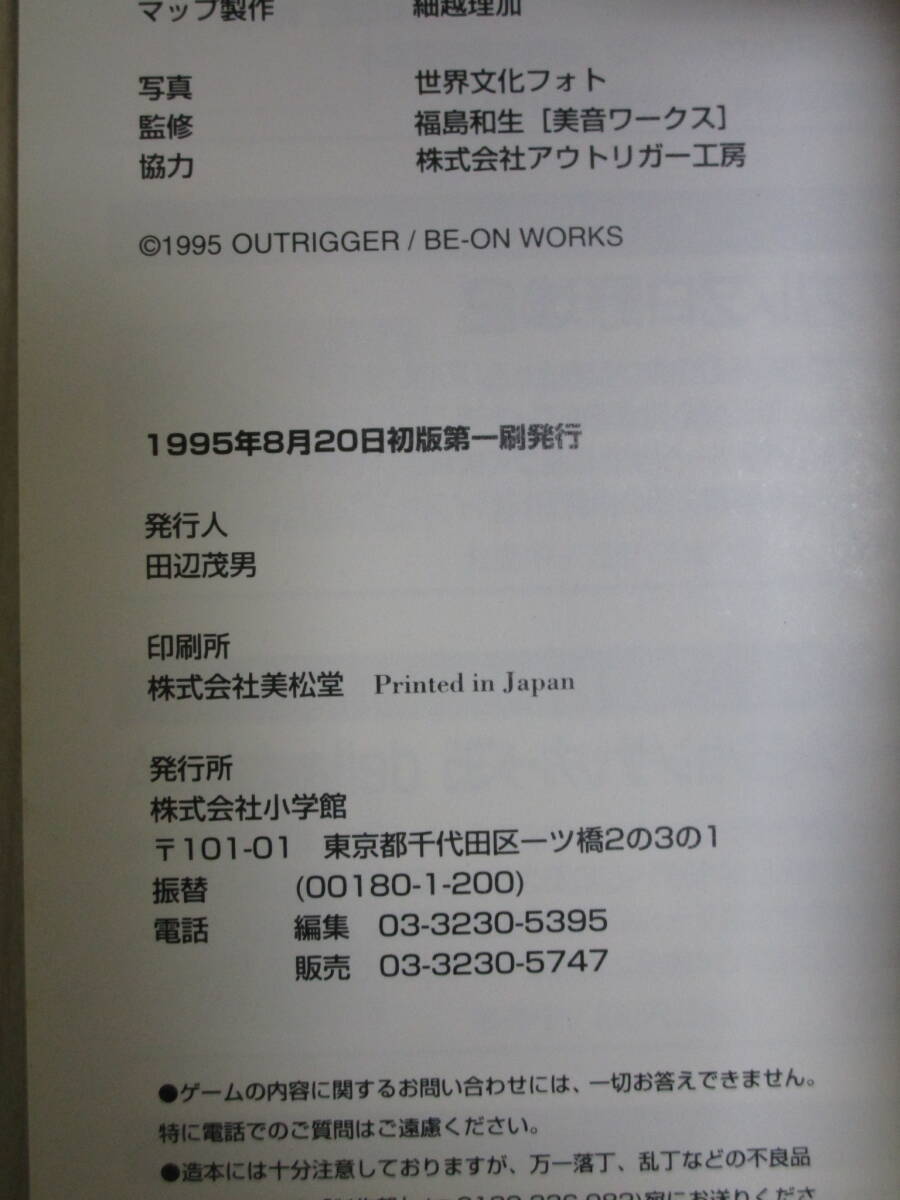 マップ製作 細越理加
写真 世界文化フォト
監修 福島和生［美音ワークス］
協力 株式会社アウトリガー工房
©1995 OUTRIGGER / BE-ON WORKS
1995年8月20日初版第一刷発行
発行人
田辺茂男
印刷所
株式会社美松堂 Printed in Japan
発行所
株式会社小学館
〒101-01 東京都千代田区一ツ橋2の3の1
振替 (00180-1-200)
電話 編集 03-3230-5395
販売 03-3230-5747
●ゲームの内容に関するお問い合わせには、一切お答えできません。
特に電話でのご質問はご遠慮ください。
●造本には十分注意しておりますが、万一落丁、乱丁などの不良品
宛にお送りくださ